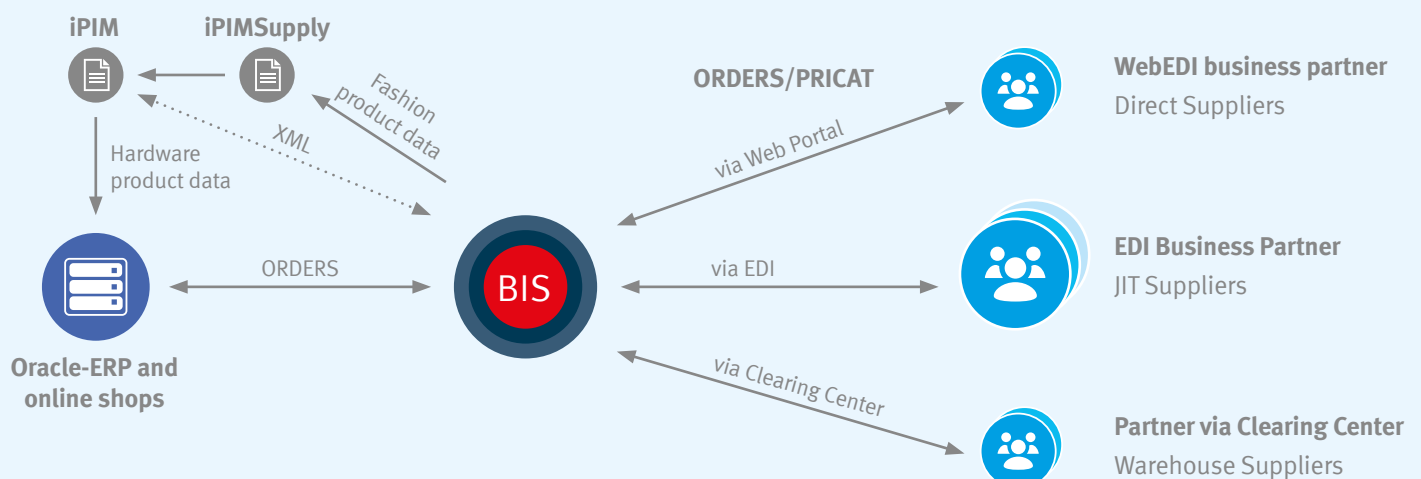 iPIM
iPIMSupply
Fashion
product data
XML
Hardware
product data
ORDERS
Oracle-ERP and
online shops
BIS
ORDERS/PRICAT
via Web Portal
via EDI
via Clearing Center
WebEDI business partner
Direct Suppliers
EDI Business Partner
JIT Suppliers
Partner via Clearing Center
Warehouse Suppliers